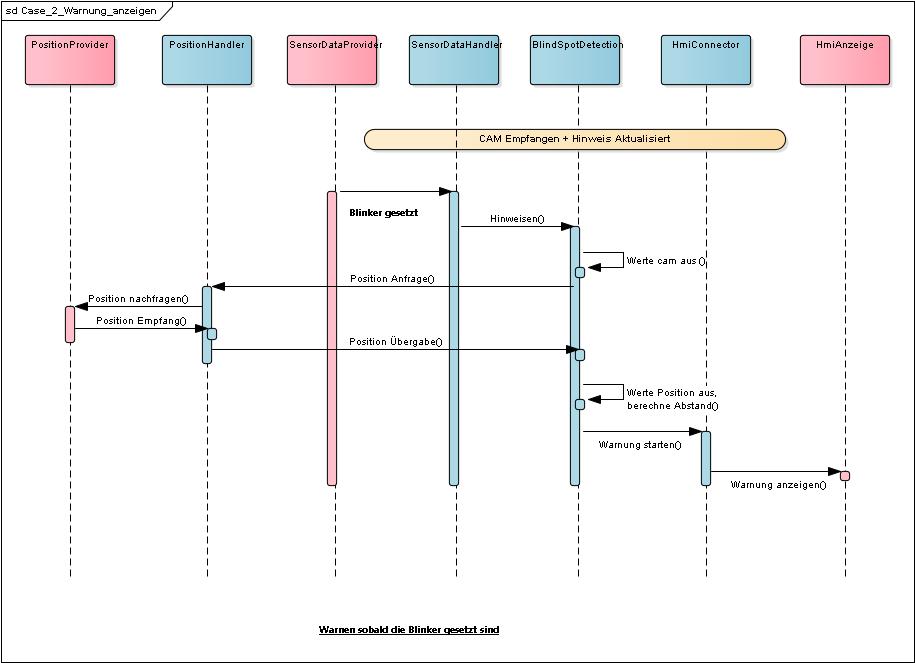 sd Case_2_Warnung_anzeigen
PositionProvider
PositionHandler
SensorDataProvider
SensorDataHandler
BlindSpotDetection
HmiConnector
HmiAnzeige
CAM Empfangen + Hinweis Aktualisiert
Blinker gesetzt
Hinweisen()
Werte cam aus ()
Position Anfrage()
Position nachfragen()
Position Empfang()
Position Übergabe()
Werte Position aus,
berechne Abstand()
Warnung starten()
Warnung anzeigen()
Warnen sobald die Blinker gesetzt sind